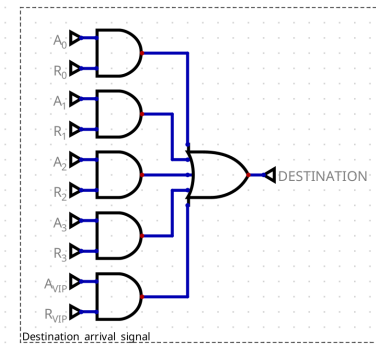 A0
R0
A1
R1
A2
R2
DESTINATION
A3
R3
AVIP
RVIP
Destination arrival signal